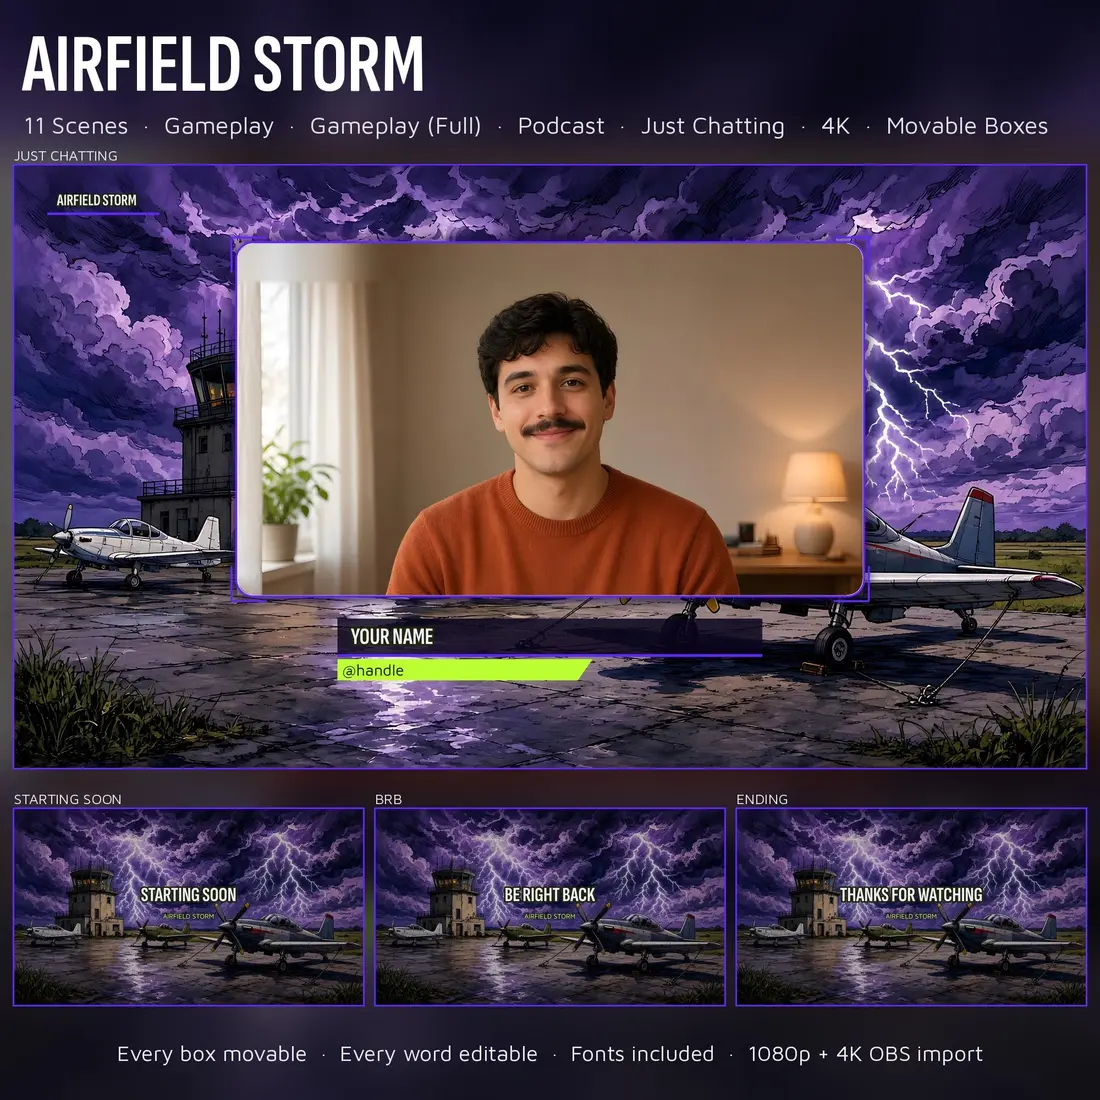 AIRFIELD STORM
11 Scenes · Gameplay · Gameplay (Full) · Podcast · Just Chatting · 4K · Movable Boxes
JUST CHATTING
AIRFIELD STORM
YOUR NAME
@handle
STARTING SOON
BRB
ENDING
STARTING SOON
AIRFIELD STORM
BE RIGHT BACK
AIRFIELD STORM
THANKS FOR WATCHING
AIRFIELD STORM
Every box movable · Every word editable · Fonts included · 1080p + 4K OBS import